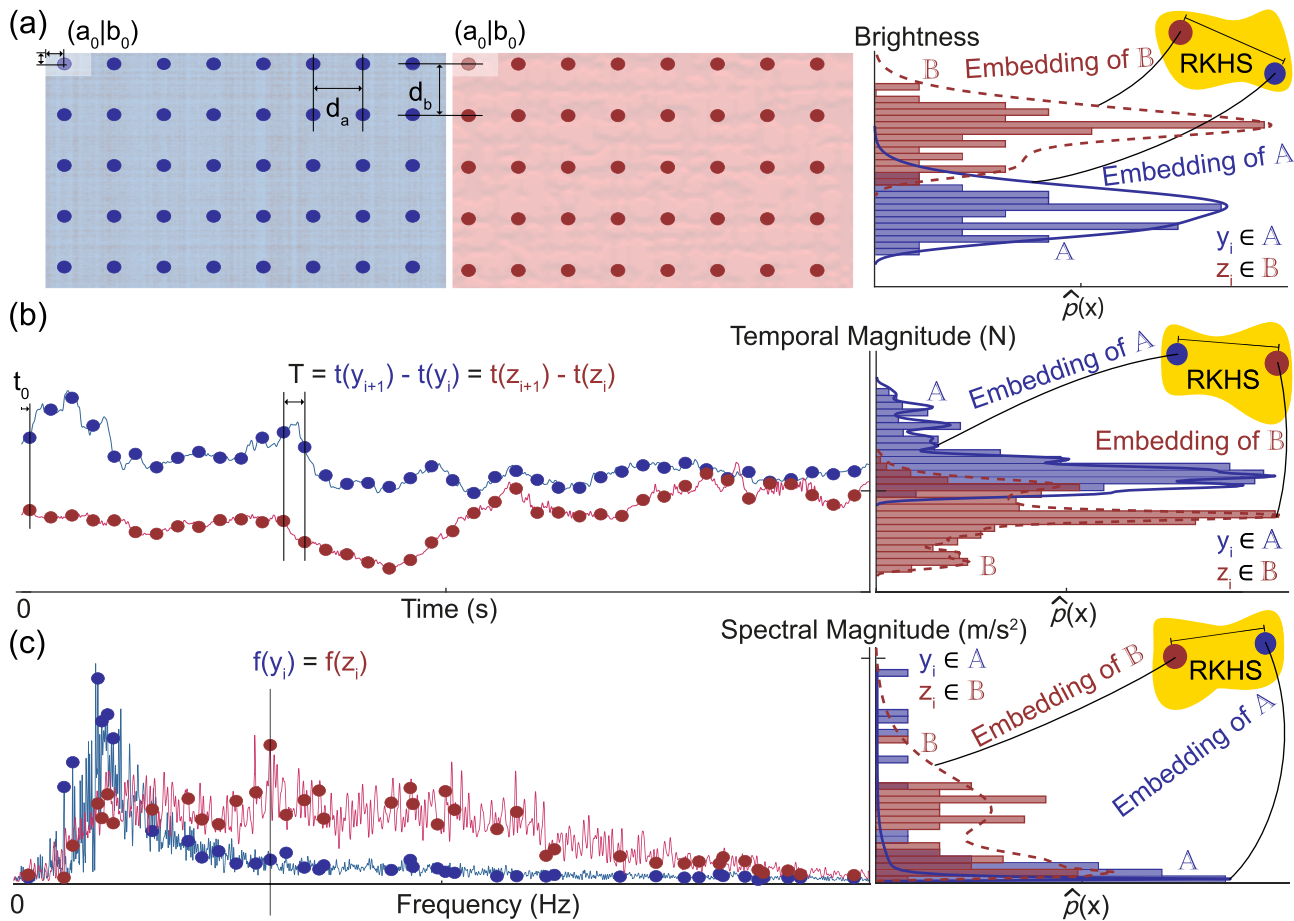 (a)
(a₀|b₀)
(a₀|b₀)
dₐ
d_b
Brightness
𝔹
Embedding of 𝔹
RKHS
Embedding of 𝔸
𝔸
yᵢ ∈ 𝔸
zᵢ ∈ 𝔹
p̂(x)
(b)
Temporal Magnitude (N)
t₀
T = t(yᵢ₊₁) - t(yᵢ) = t(zᵢ₊₁) - t(zᵢ)
𝔸
Embedding of 𝔸
RKHS
Embedding of 𝔹
𝔹
yᵢ ∈ 𝔸
zᵢ ∈ 𝔹
0
Time (s)
p̂(x)
(c)
Spectral Magnitude (m/s²)
f(yᵢ) = f(zᵢ)
yᵢ ∈ 𝔸
zᵢ ∈ 𝔹
𝔹
Embedding of 𝔹
RKHS
Embedding of 𝔸
𝔸
0
Frequency (Hz)
p̂(x)